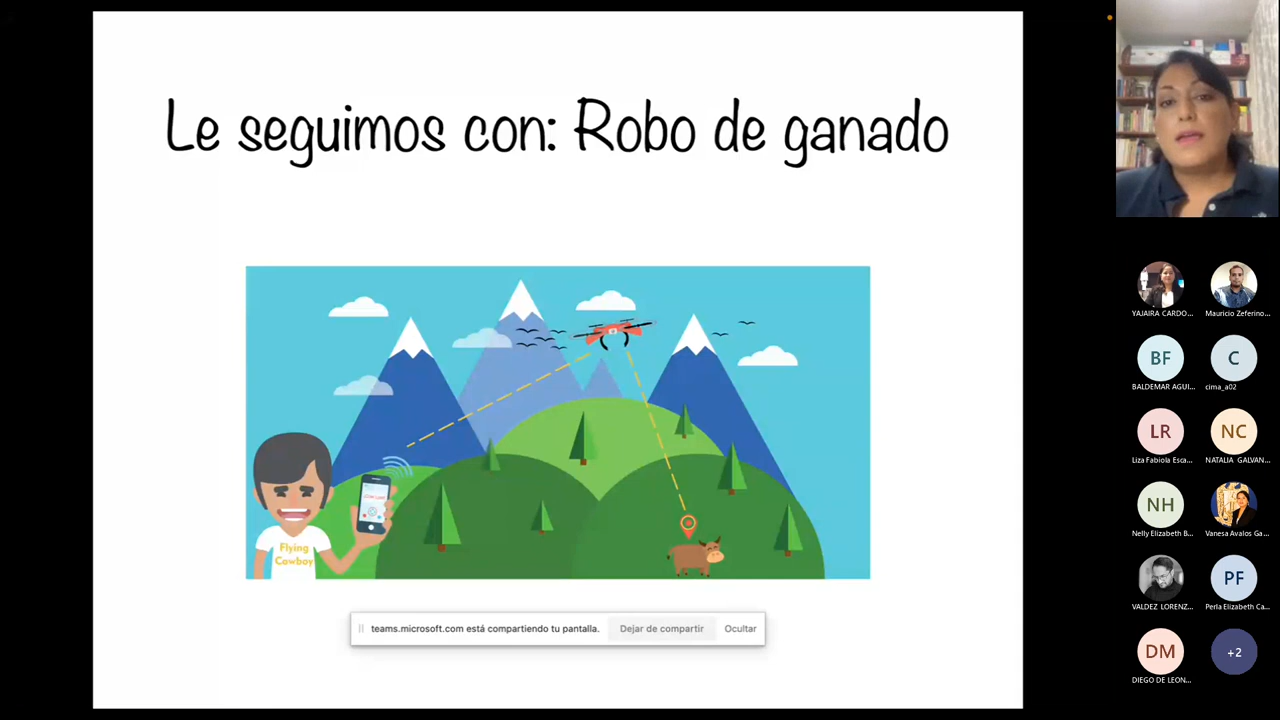 Le seguimos con: Robo de ganado
Flying
Cowboy
teams.microsoft.com está compartiendo tu pantalla.
Dejar de compartir
Ocultar
YAJAIRA CARDO...
Mauricio Zeferino...
BF
BALDEMAR AGUI...
C
cima_a02
LR
Liza Fabiola Esca...
NC
NATALIA GALVAN...
NH
Nelly Elizabeth B...
Vanesa Avalos Ga...
VALDEZ LORENZ...
PF
Perla Elizabeth Ca...
DM
DIEGO DE LEON...
+2